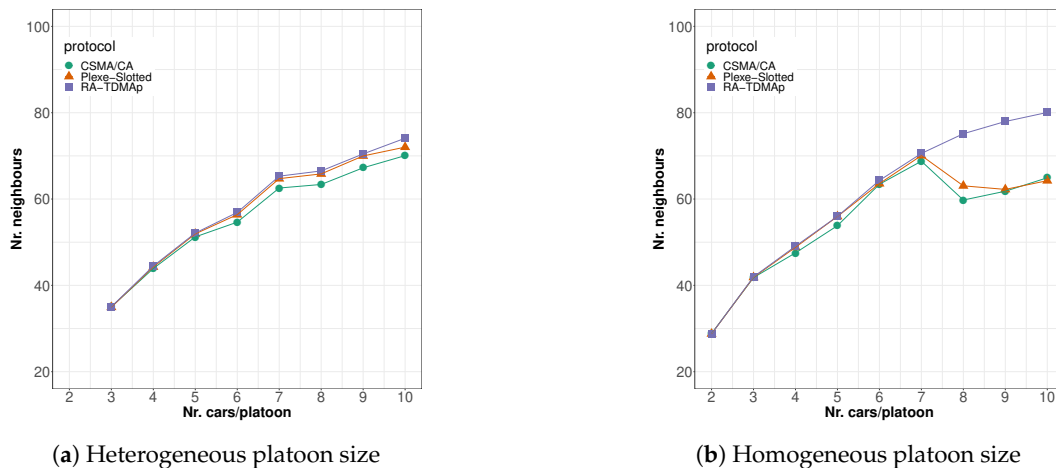 100
80
60
40
20
Nr. neighbours
protocol
CSMA/CA
Plexe−Slotted
RA−TDMAp
2 3 4 5 6 7 8 9 10
Nr. cars/platoon
(a) Heterogeneous platoon size
100
80
60
40
20
Nr. neighbours
protocol
CSMA/CA
Plexe−Slotted
RA−TDMAp
2 3 4 5 6 7 8 9 10
Nr. cars/platoon
(b) Homogeneous platoon size